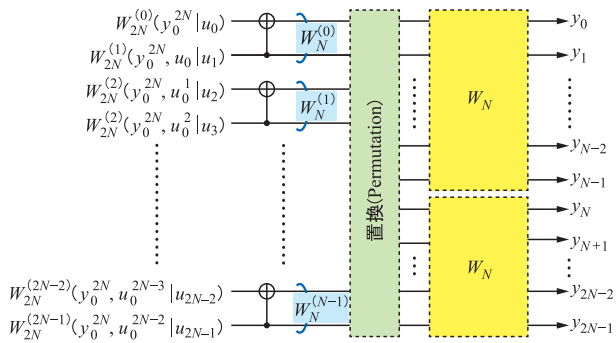 W_{2N}^{(0)}(y_0^{2N}|u_0)
W_{2N}^{(1)}(y_0^{2N}, u_0|u_1)
W_{2N}^{(2)}(y_0^{2N}, u_0^1|u_2)
W_{2N}^{(2)}(y_0^{2N}, u_0^2|u_3)
W_{2N}^{(2N-2)}(y_0^{2N}, u_0^{2N-3}|u_{2N-2})
W_{2N}^{(2N-1)}(y_0^{2N}, u_0^{2N-2}|u_{2N-1})
W_N^{(0)}
W_N^{(1)}
W_N^{(N-1)}
置換(Permutation)
W_N
W_N
y_0
y_1
y_{N-2}
y_{N-1}
y_N
y_{N+1}
y_{2N-2}
y_{2N-1}